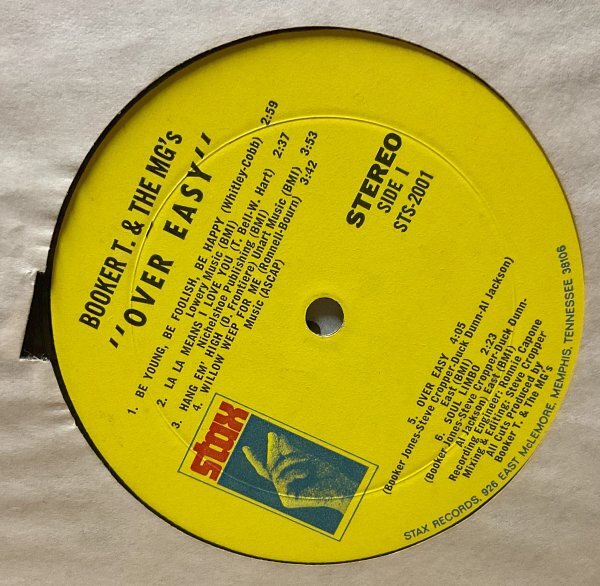 BOOKER T. & THE MG's
"OVER EASY"
1. BE YOUNG, BE FOOLISH, BE HAPPY (Whitley-Cobb) 2:59
Lowery Music (BMI)
2. LA LA MEANS I LOVE YOU (T. Bell-W. Hart) 2:37
Nichelshoe Publishing (BMI)
3. HANG EM' HIGH (D. Frontiere) Unart Music (BMI) 3:53
4. WILLOW WEEP FOR ME (Ronnell-Bourn) 3:42
Music (ASCAP)
STEREO
SIDE I
STS-2001
stax
5. OVER EASY 4:05
(Booker Jones-Steve Cropper-Duck Dunn-Al Jackson)
East (BMI)
6. SOUL LIMBO 2:23
(Booker Jones-Steve Cropper-Duck Dunn-
Al Jackson) East (BMI)
Recording Engineer: Ronnie Capone
Mixing & Editing: Steve Cropper
All Cuts Produced by
Booker T. & the MG's
STAX RECORDS, 926 EAST McLEMORE, MEMPHIS, TENNESSEE 38106